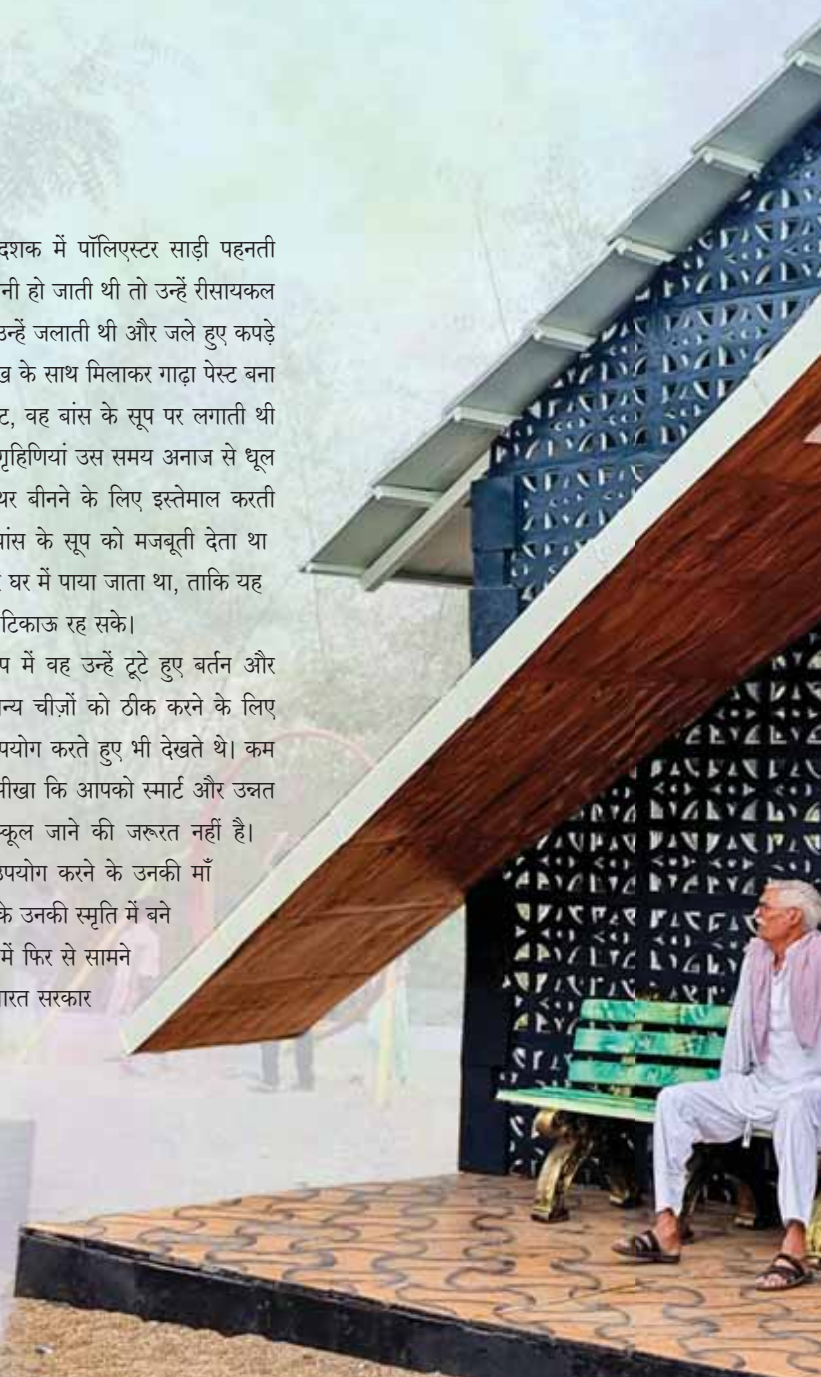 दशक में पॉलिएस्टर साड़ी पहनती
नी हो जाती थी तो उन्हें रीसायकल
उन्हें जलाती थी और जले हुए कपड़े
ख के साथ मिलाकर गाढ़ा पेस्ट बना
ट, वह बांस के सूप पर लगाती थी
गृहिणियां उस समय अनाज से धूल
थर बीनने के लिए इस्तेमाल करती
बांस के सूप को मजबूती देता था
र घर में पाया जाता था, ताकि यह
टिकाऊ रह सके।
प में वह उन्हें टूटे हुए बर्तन और
न्य चीज़ों को ठीक करने के लिए
पयोग करते हुए भी देखते थे। कम
सीखा कि आपको स्मार्ट और उन्नत
स्कूल जाने की जरूरत नहीं है।
उपयोग करने के उनकी माँ
के उनकी स्मृति में बने
में फिर से सामने
भारत सरकार